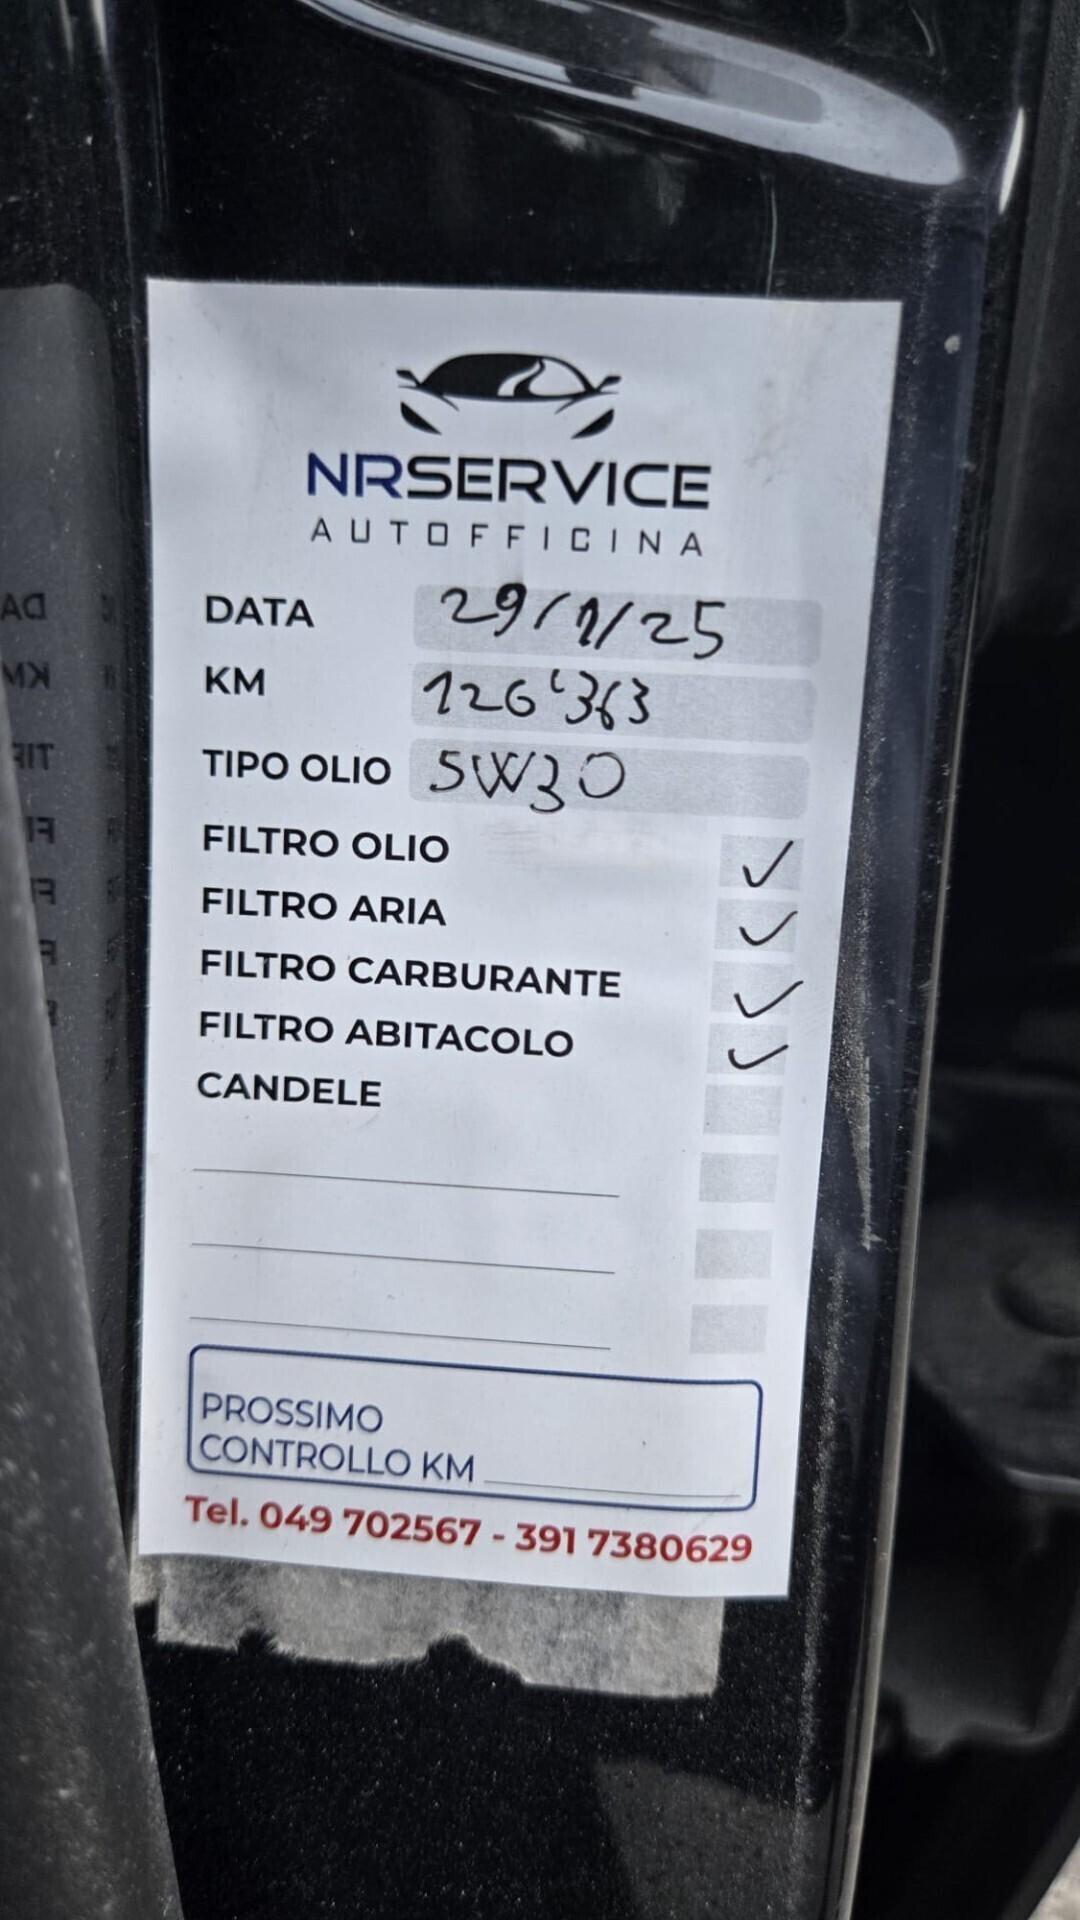 NRSERVICE
AUTOFFICINA
DATA 29/1/25
KM 126'363
TIPO OLIO 5W30
FILTRO OLIO ✓
FILTRO ARIA ✓
FILTRO CARBURANTE ✓
FILTRO ABITACOLO ✓
CANDELE
PROSSIMO
CONTROLLO KM
Tel. 049 702567 - 391 7380629